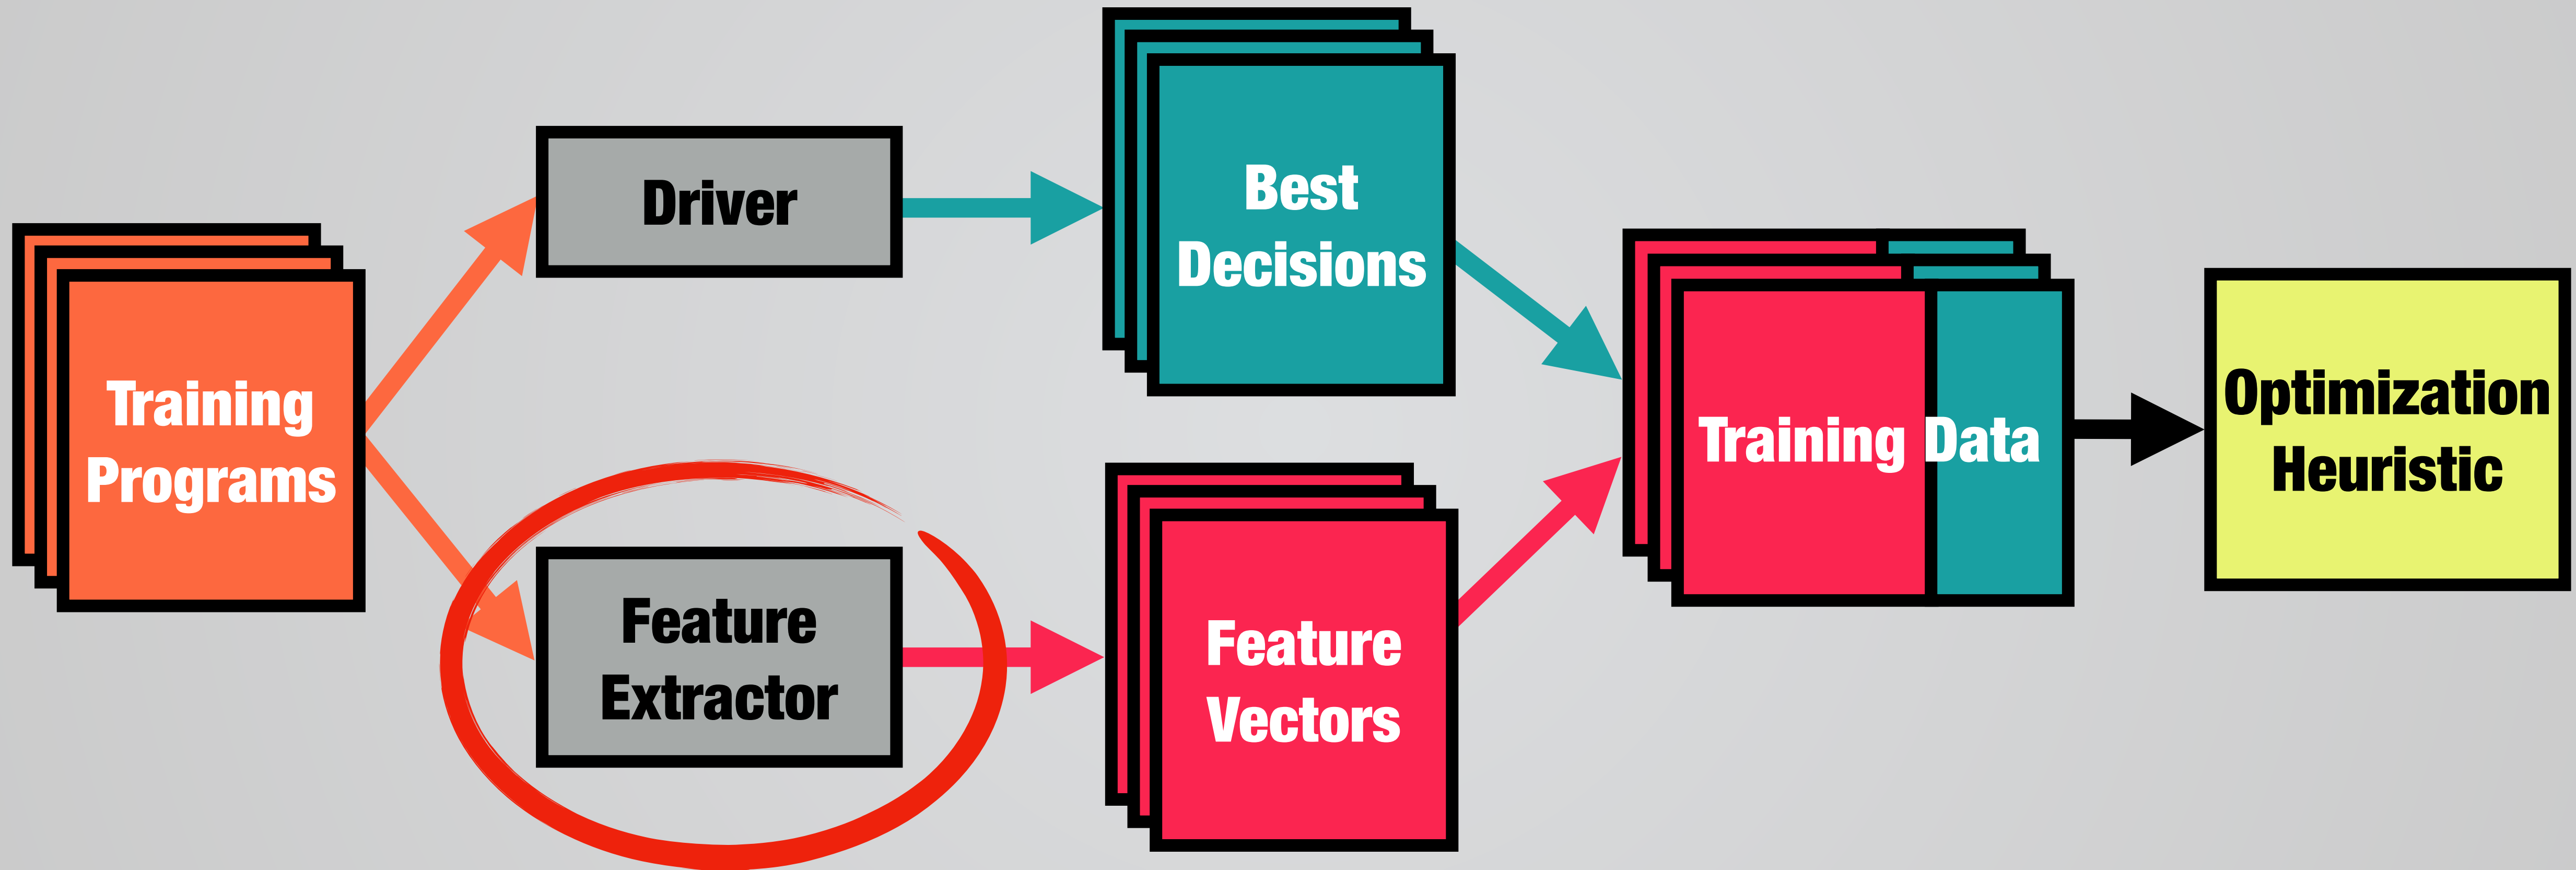 Training
Programs
Driver
Feature
Extractor
Best
Decisions
Feature
Vectors
Training Data
Optimization
Heuristic